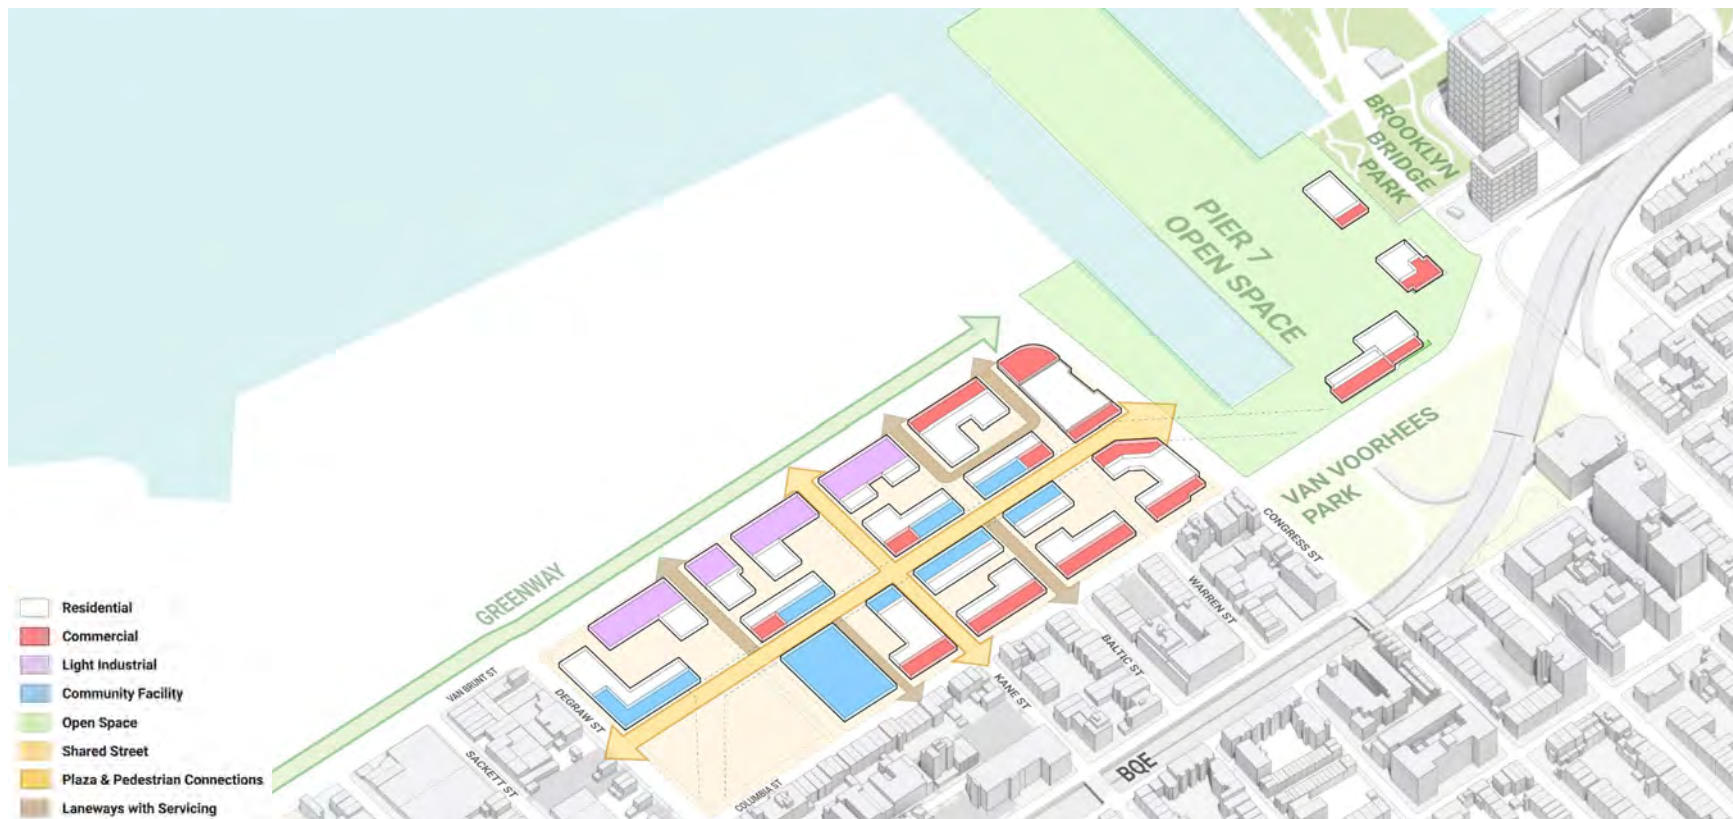 BROOKLYN
BRIDGE
PARK
PIER 7
OPEN SPACE
VAN VOORHEES
PARK
GREENWAY
CONGRESS ST
WARREN ST
BALTIC ST
KANE ST
VAN BRUNT ST
DEGRAW ST
SACKETT ST
COLUMBIA ST
BQE
Residential
Commercial
Light Industrial
Community Facility
Open Space
Shared Street
Plaza & Pedestrian Connections
Laneways with Servicing